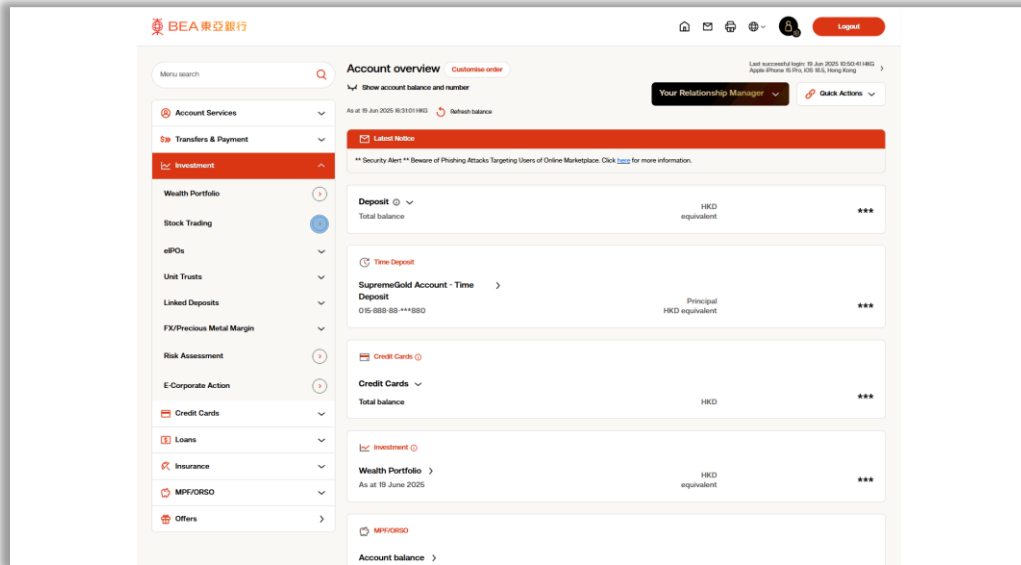 BEA東亞銀行
Logout
Menu search
Account Services
Transfers & Payment
Investment
Wealth Portfolio
Stock Trading
eIPOs
Unit Trusts
Linked Deposits
FX/Precious Metal Margin
Risk Assessment
E-Corporate Action
Credit Cards
Loans
Insurance
MPF/ORSO
Offers
Account overview Customise order
Last successful login: 19 Jun 2025 10:50:41 HKG
Apple iPhone 15 Pro, iOS 18.5, Hong Kong
Show account balance and number
Your Relationship Manager
Quick Actions
As at 19 Jun 2025 16:31:01 HKG Refresh balance
Latest Notice
** Security Alert ** Beware of Phishing Attacks Targeting Users of Online Marketplace. Click here for more information.
Deposit
Total balance
HKD
equivalent
***
Time Deposit
SupremeGold Account - Time
Deposit
015-888-88-***880
Principal
HKD equivalent
***
Credit Cards
Credit Cards
Total balance
HKD
***
Investment
Wealth Portfolio
As at 19 June 2025
HKD
equivalent
***
MPF/ORSO
Account balance